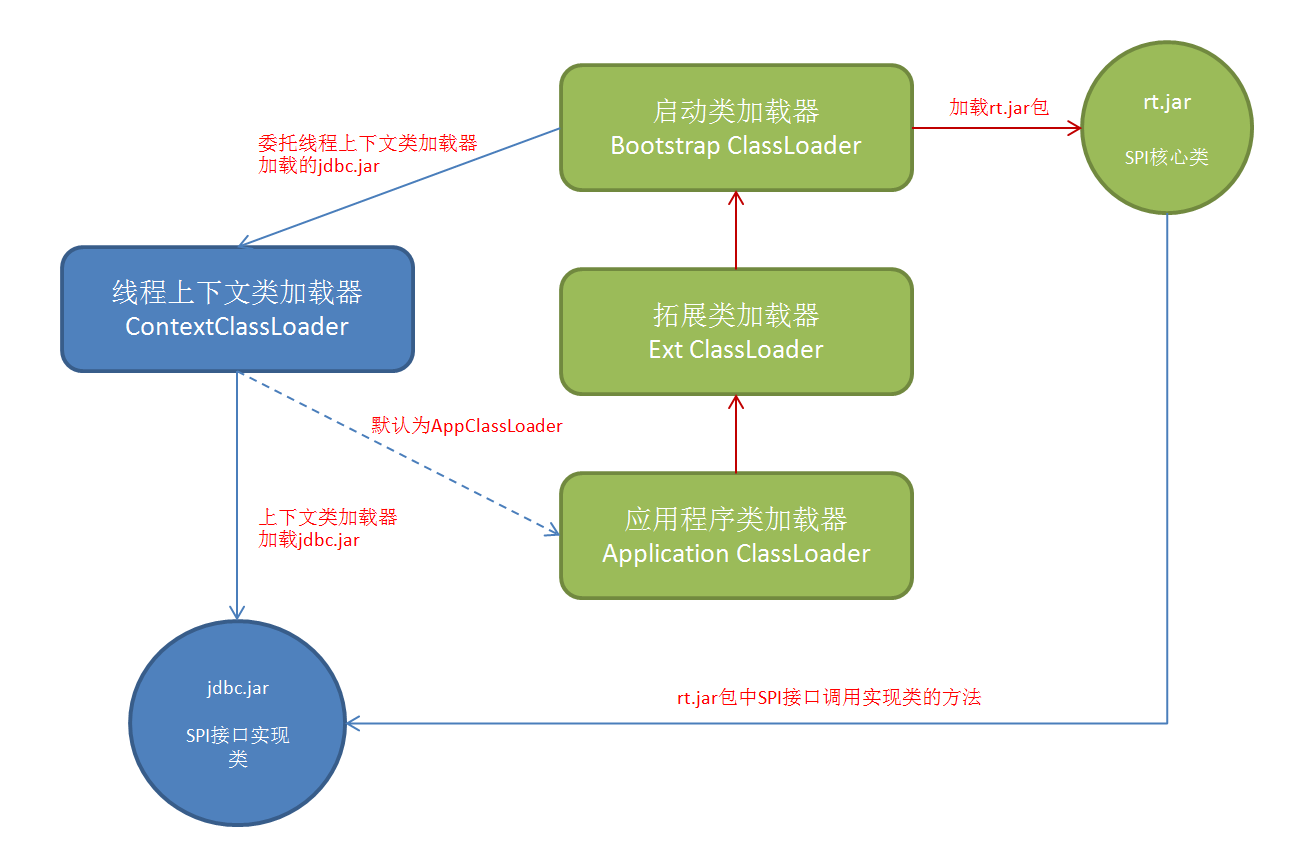 启动类加载器
Bootstrap ClassLoader
加载rt.jar包
rt.jar
SPI核心类
委托线程上下文类加载器
加载的jdbc.jar
线程上下文类加载器
ContextClassLoader
拓展类加载器
Ext ClassLoader
默认为AppClassLoader
上下文类加载器
加载jdbc.jar
应用程序类加载器
Application ClassLoader
jdbc.jar
SPI接口实现
类
rt.jar包中SPI接口调用实现类的方法